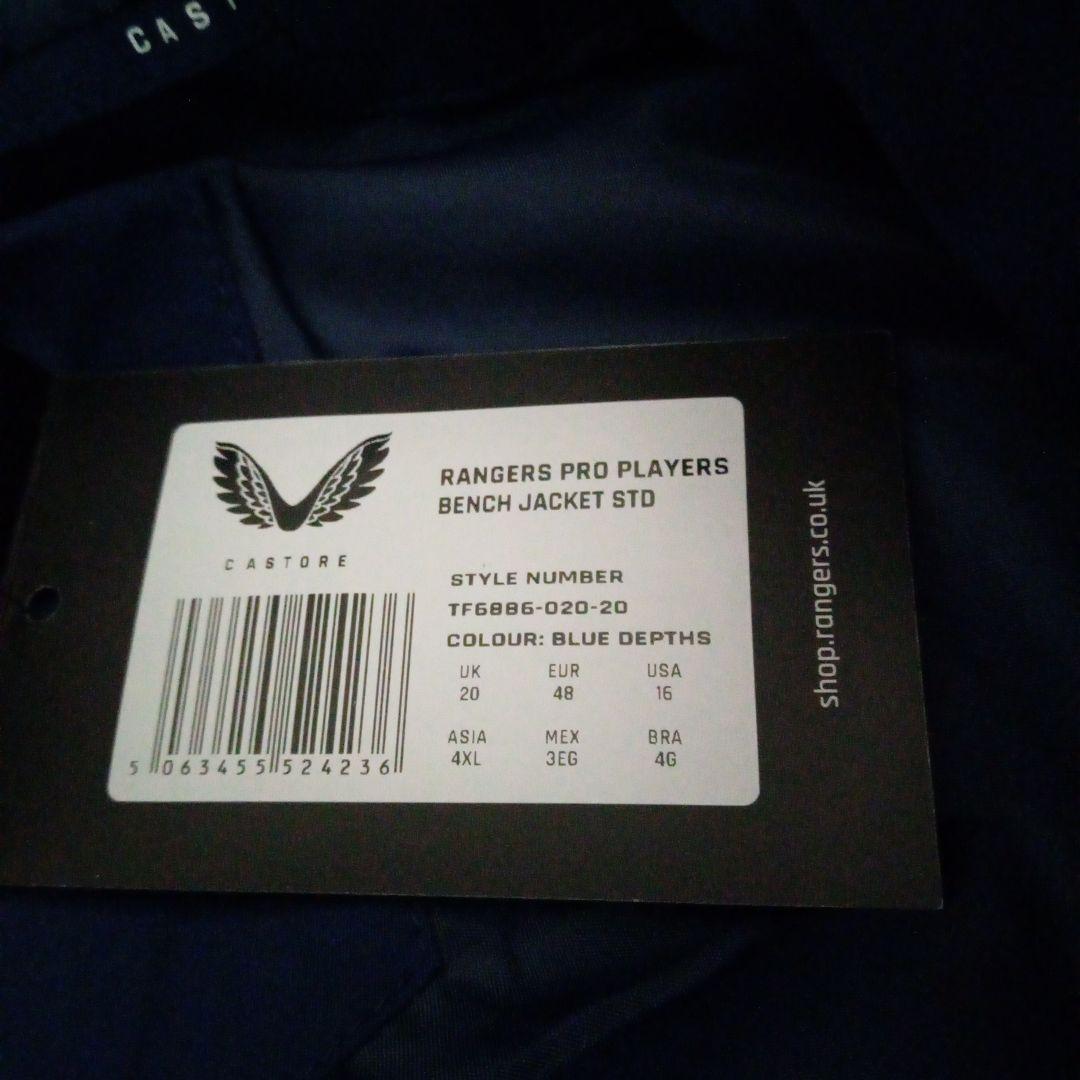 CAST
CASTORE
5 063455 524236
RANGERS PRO PLAYERS
BENCH JACKET STD
STYLE NUMBER
TF6886-020-20
COLOUR: BLUE DEPTHS
UK EUR USA
20 48 16
ASIA MEX BRA
4XL 3EG 4G
shop.rangers.co.uk